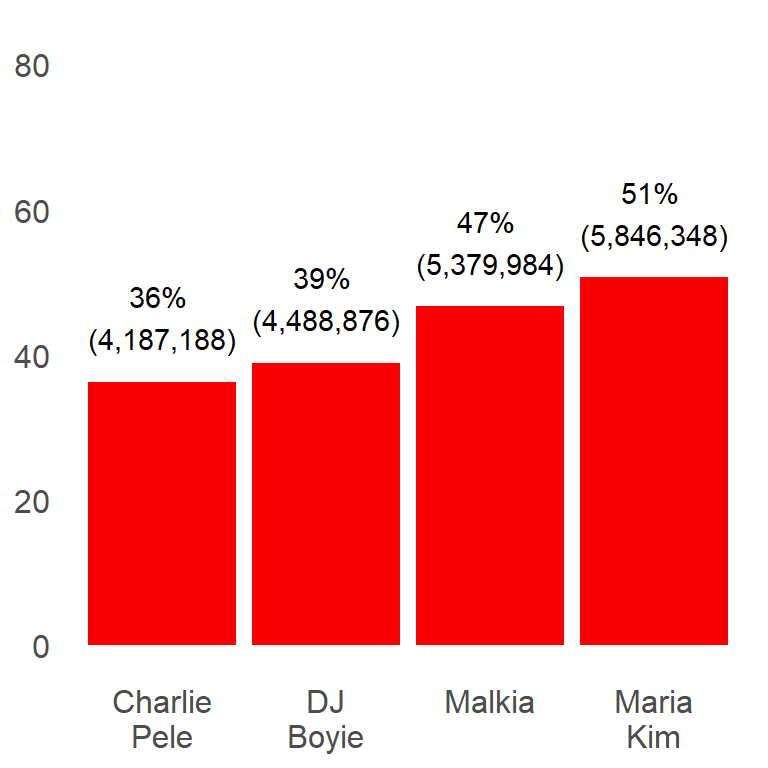 80
60
40
20
0
36%
(4,187,188)
39%
(4,488,876)
47%
(5,379,984)
51%
(5,846,348)
Charlie
Pele
DJ
Boyie
Malkia
Maria
Kim